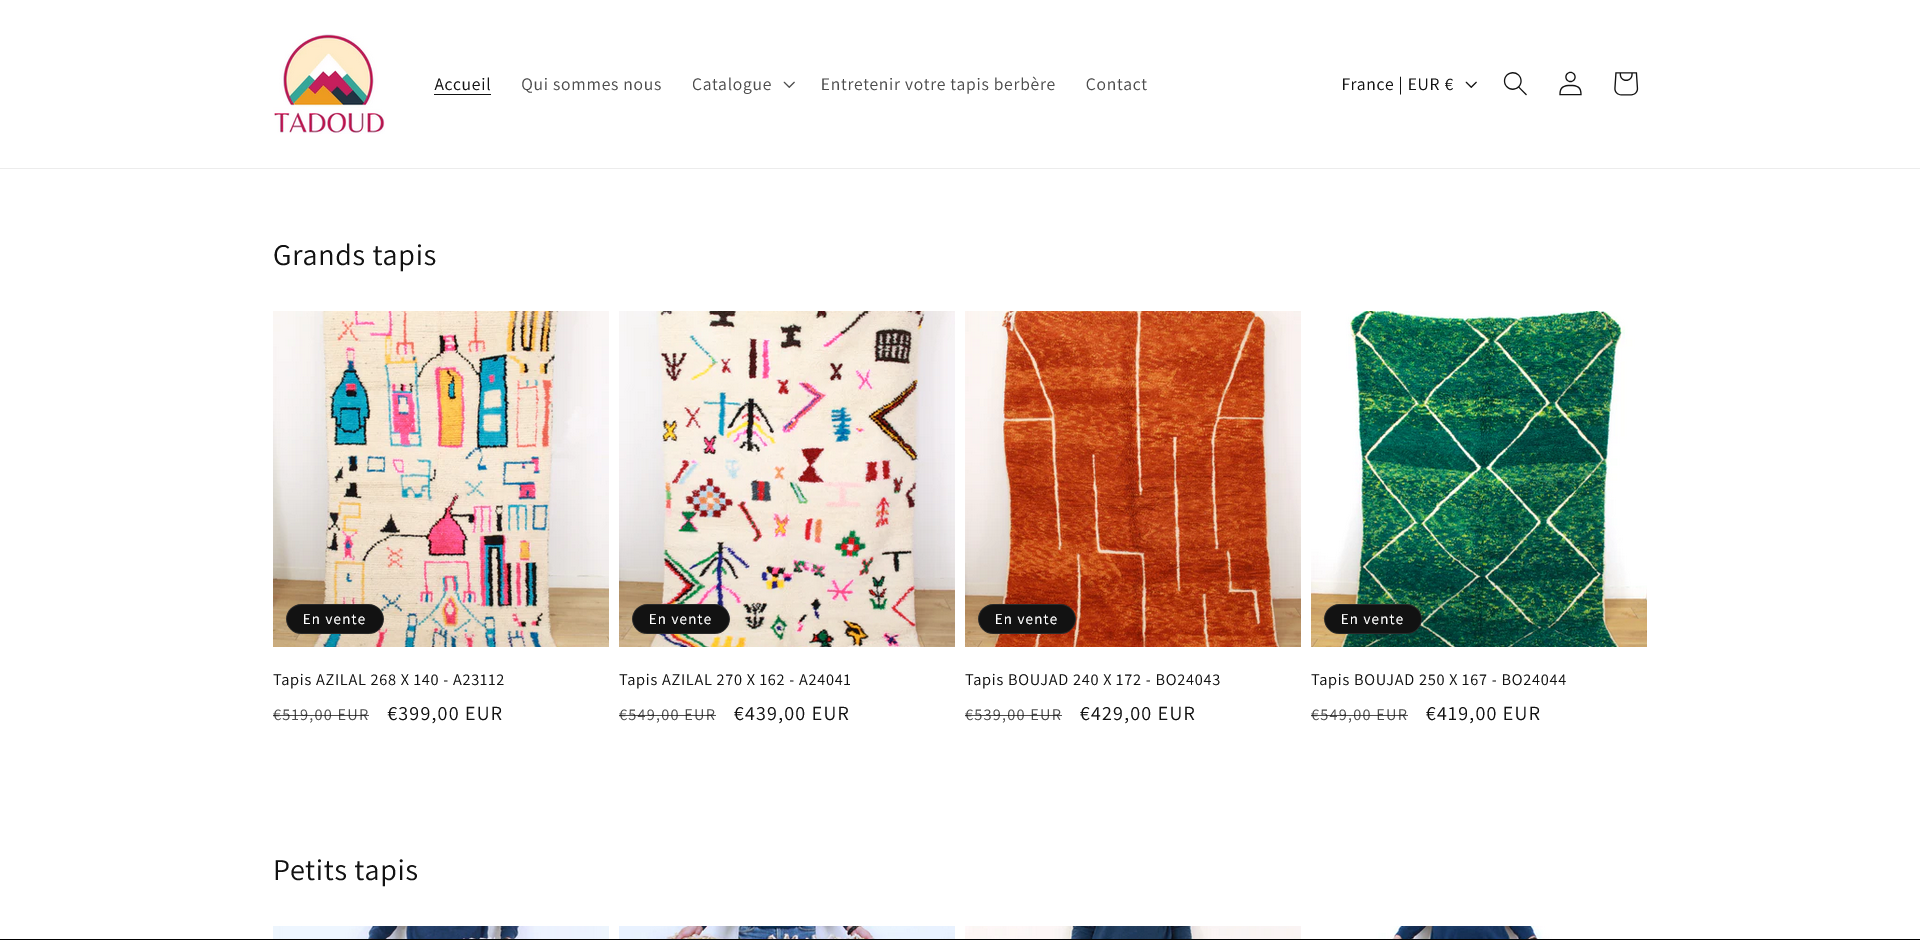 TADOUD
Accueil
Qui sommes nous
Catalogue
Entretenir votre tapis berbère
Contact
France | EUR €
Grands tapis
En vente
En vente
En vente
En vente
Tapis AZILAL 268 X 140 - A23112
€519,00 EUR €399,00 EUR
Tapis AZILAL 270 X 162 - A24041
€549,00 EUR €439,00 EUR
Tapis BOUJAD 240 X 172 - BO24043
€539,00 EUR €429,00 EUR
Tapis BOUJAD 250 X 167 - BO24044
€549,00 EUR €419,00 EUR
Petits tapis